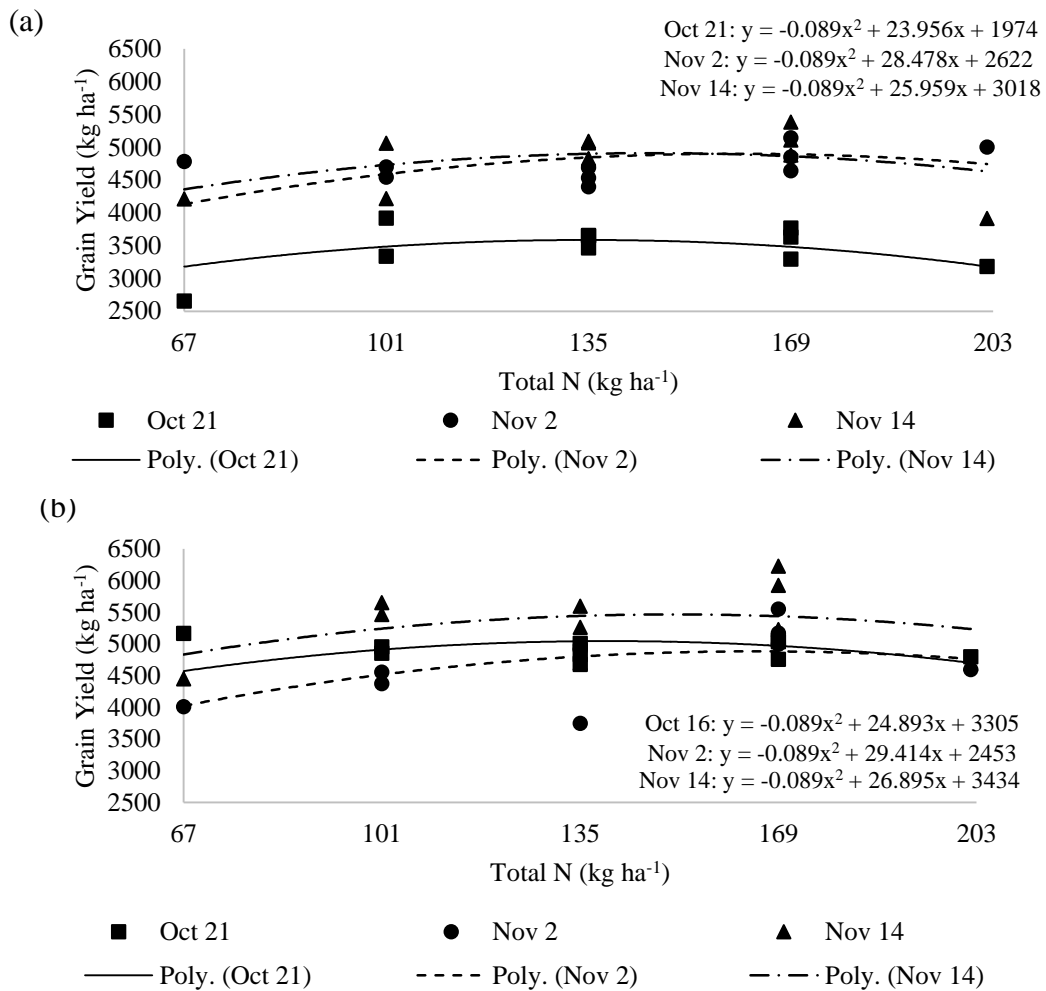 (a)
Oct 21: y = -0.089x² + 23.956x + 1974
Nov 2: y = -0.089x² + 28.478x + 2622
Nov 14: y = -0.089x² + 25.959x + 3018
Grain Yield (kg ha⁻¹)
6500
6000
5500
5000
4500
4000
3500
3000
2500
67 101 135 169 203
Total N (kg ha⁻¹)
Oct 21 Nov 2 Nov 14
Poly. (Oct 21) Poly. (Nov 2) Poly. (Nov 14)
(b)
Grain Yield (kg ha⁻¹)
6500
6000
5500
5000
4500
4000
3500
3000
2500
Oct 16: y = -0.089x² + 24.893x + 3305
Nov 2: y = -0.089x² + 29.414x + 2453
Nov 14: y = -0.089x² + 26.895x + 3434
67 101 135 169 203
Total N (kg ha⁻¹)
Oct 21 Nov 2 Nov 14
Poly. (Oct 21) Poly. (Nov 2) Poly. (Nov 14)